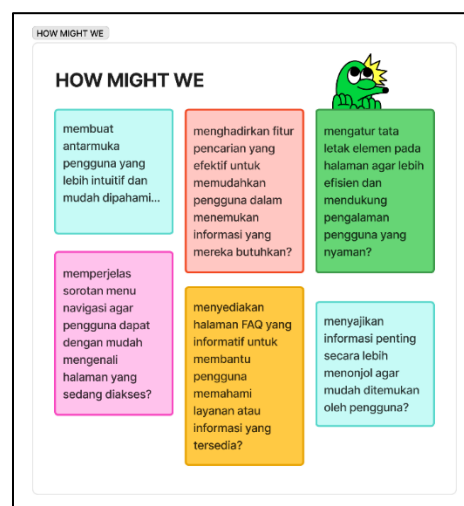 HOW MIGHT WE
HOW MIGHT WE
membuat
antarmuka
pengguna yang
lebih intuitif dan
mudah dipahami...
menghadirkan fitur
pencarian yang
efektif untuk
memudahkan
pengguna dalam
menemukan
informasi yang
mereka butuhkan?
mengatur tata
letak elemen pada
halaman agar lebih
efisien dan
mendukung
pengalaman
pengguna yang
nyaman?
memperjelas
sorotan menu
navigasi agar
pengguna dapat
dengan mudah
mengenali
halaman yang
sedang diakses?
menyediakan
halaman FAQ yang
informatif untuk
membantu
pengguna
memahami
layanan atau
informasi yang
tersedia?
menyajikan
informasi penting
secara lebih
menonjol agar
mudah ditemukan
oleh pengguna?